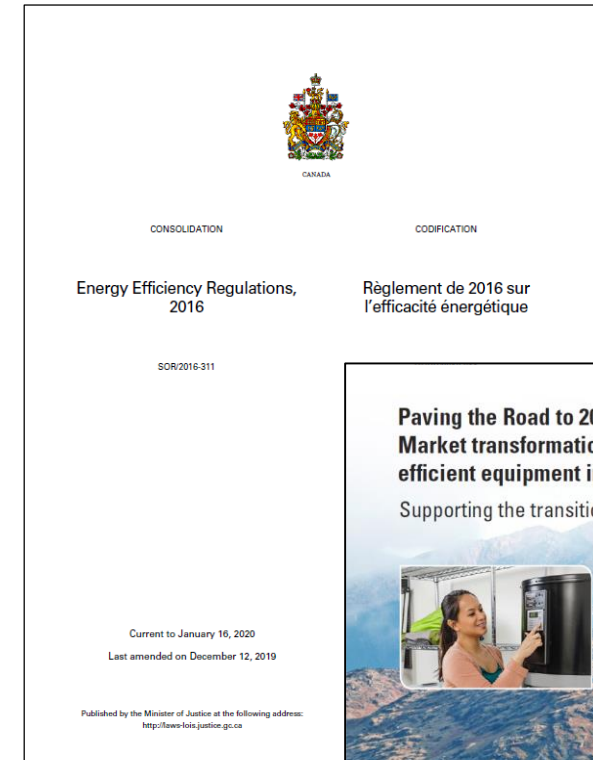 CANADA
CONSOLIDATION
CODIFICATION
Energy Efficiency Regulations,
2016
Règlement de 2016 sur
l'efficacité énergétique
SOR/2016-311
Paving the Road to 20
Market transformatio
efficient equipment i
Supporting the transitio
Current to January 16, 2020
Last amended on December 12, 2019
Published by the Minister of Justice at the following address:
http://laws-lois.justice.gc.ca